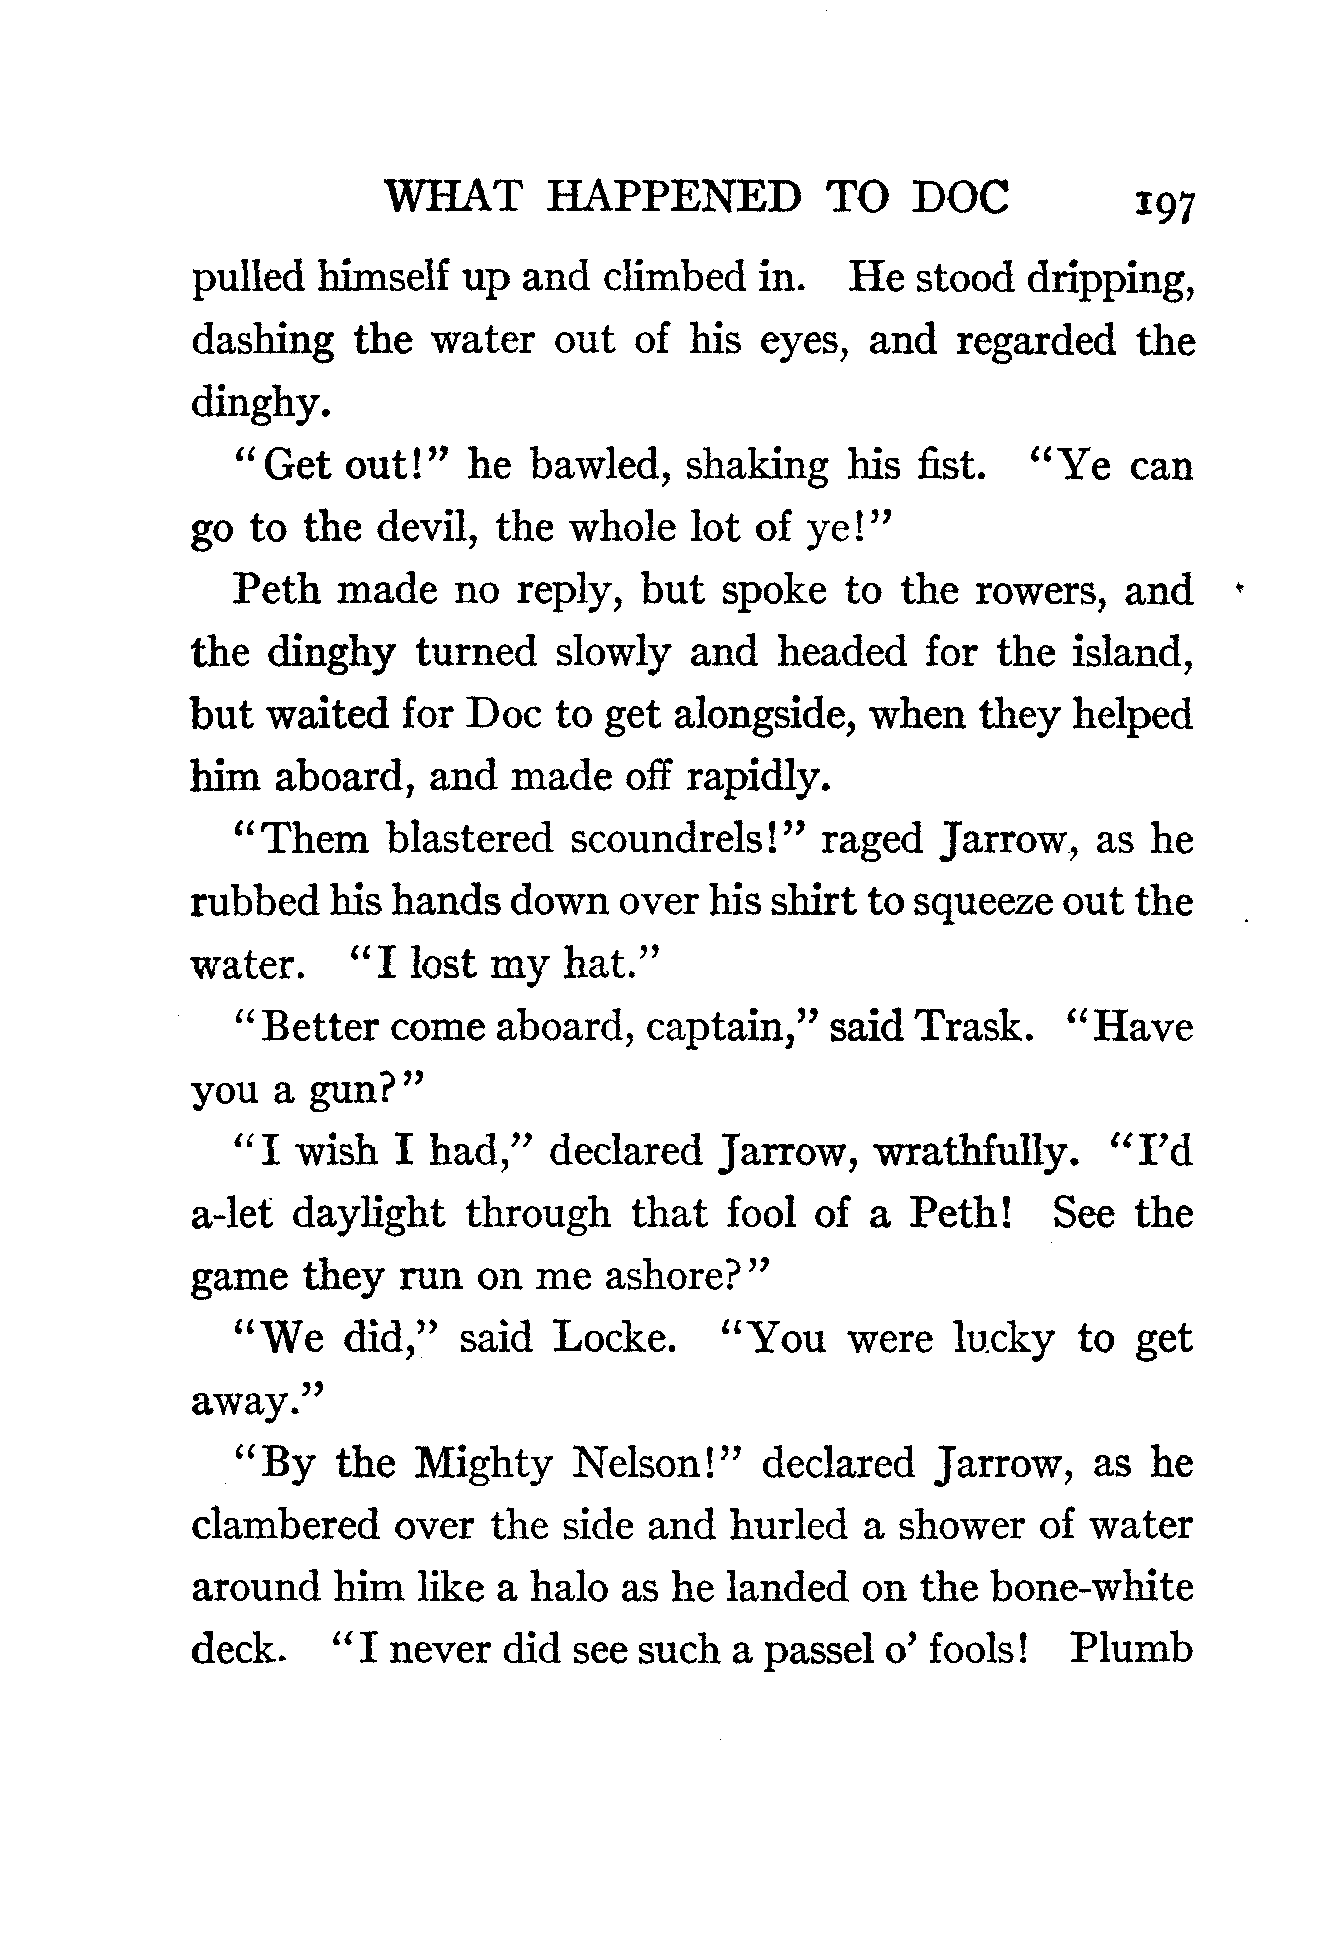 WHAT HAPPENED TO DOC 197
pulled himself up and climbed in. He stood dripping,
dashing the water out of his eyes, and regarded the
dinghy.
"Get out!" he bawled, shaking his fist. "Ye can
go to the devil, the whole lot of ye!"
Peth made no reply, but spoke to the rowers, and
the dinghy turned slowly and headed for the island,
but waited for Doc to get alongside, when they helped
him aboard, and made off rapidly.
"Them blastered scoundrels!" raged Jarrow, as he
rubbed his hands down over his shirt to squeeze out the
water. "I lost my hat."
"Better come aboard, captain," said Trask. "Have
you a gun?"
"I wish I had," declared Jarrow, wrathfully. "I'd
a-let daylight through that fool of a Peth! See the
game they run on me ashore?"
"We did," said Locke. "You were lucky to get
away."
"By the Mighty Nelson!" declared Jarrow, as he
clambered over the side and hurled a shower of water
around him like a halo as he landed on the bone-white
deck. "I never did see such a passel o' fools! Plumb